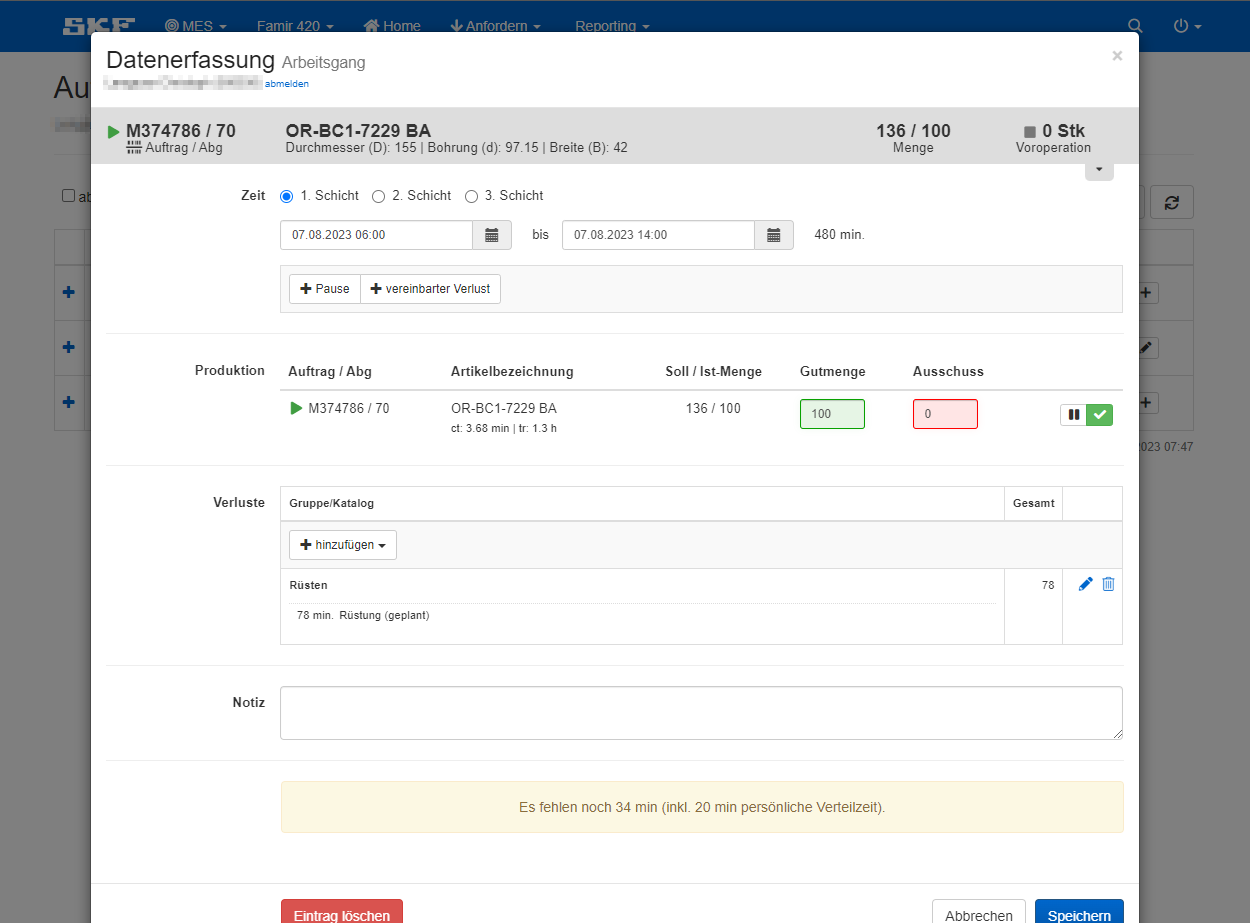 SKF MES Famir 420 Home Anfordern Reporting
Au
Datenerfassung Arbeitsgang
×
abmelden
M374786 / 70 OR-BC1-7229 BA 136 / 100 0 Stk
Auftrag / Abg Durchmesser (D): 155 | Bohrung (d): 97.15 | Breite (B): 42 Menge Voroperation
ab
Zeit 1. Schicht 2. Schicht 3. Schicht
07.08.2023 06:00 bis 07.08.2023 14:00 480 min.
Pause vereinbarter Verlust
Produktion Auftrag / Abg Artikelbezeichnung Soll / Ist-Menge Gutmenge Ausschuss
M374786 / 70 OR-BC1-7229 BA 136 / 100 100 0
ct: 3.68 min | tr: 1.3 h
2023 07:47
Verluste Gruppe/Katalog Gesamt
hinzufügen
Rüsten 78
78 min. Rüstung (geplant)
Notiz
Es fehlen noch 34 min (inkl. 20 min persönliche Verteilzeit).
Eintrag löschen Abbrechen Speichern